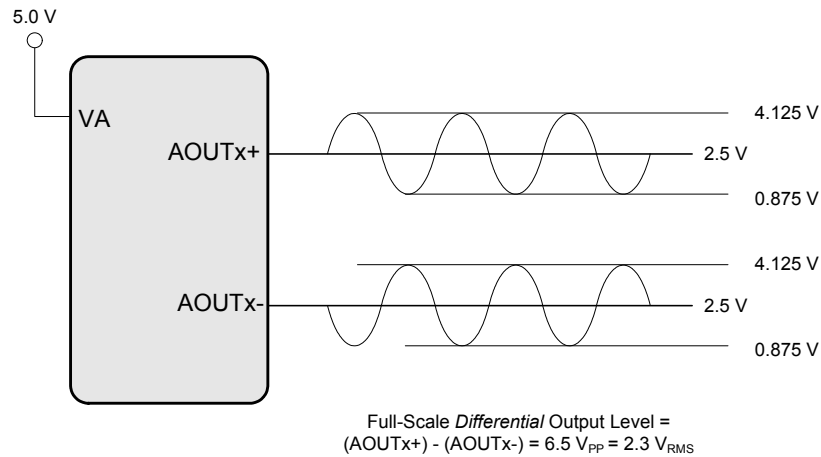 5.0 V
VA
AOUTx+
4.125 V
2.5 V
0.875 V
AOUTx-
4.125 V
2.5 V
0.875 V
Full-Scale Differential Output Level =
(AOUTx+) - (AOUTx-) = 6.5 VPP = 2.3 VRMS